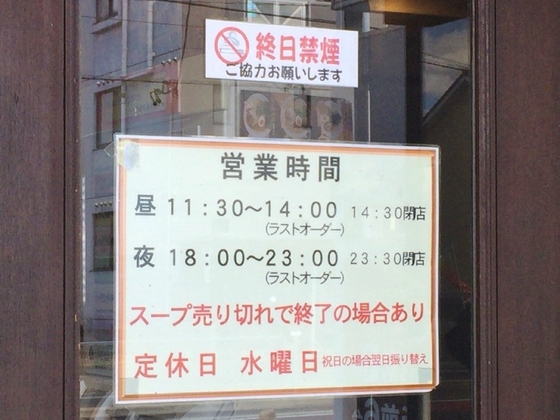 終日禁煙
ご協力お願いします
営業時間
昼 11:30〜14:00 14:30閉店
(ラストオーダー)
夜 18:00〜23:00 23:30閉店
(ラストオーダー)
スープ売り切れで終了の場合あり
定休日 水曜日 祝日の場合翌日振り替え